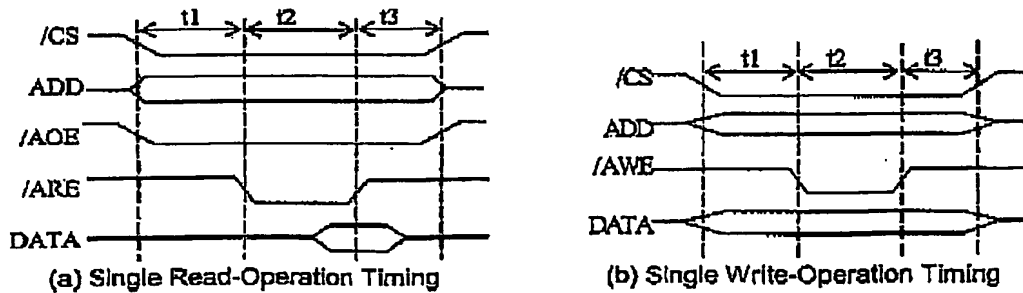 t1 t2 t3
/CS
ADD
/AOE
/ARE
DATA
(a) Single Read-Operation Timing
t1 t2 t3
/CS
ADD
/AWE
DATA
(b) Single Write-Operation Timing